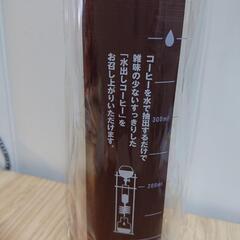 コーヒーを水で抽出するだけで
雑味の少ないすっきりした
「水出しコーヒー」を
お召し上がりいただけます。
300ml
200ml